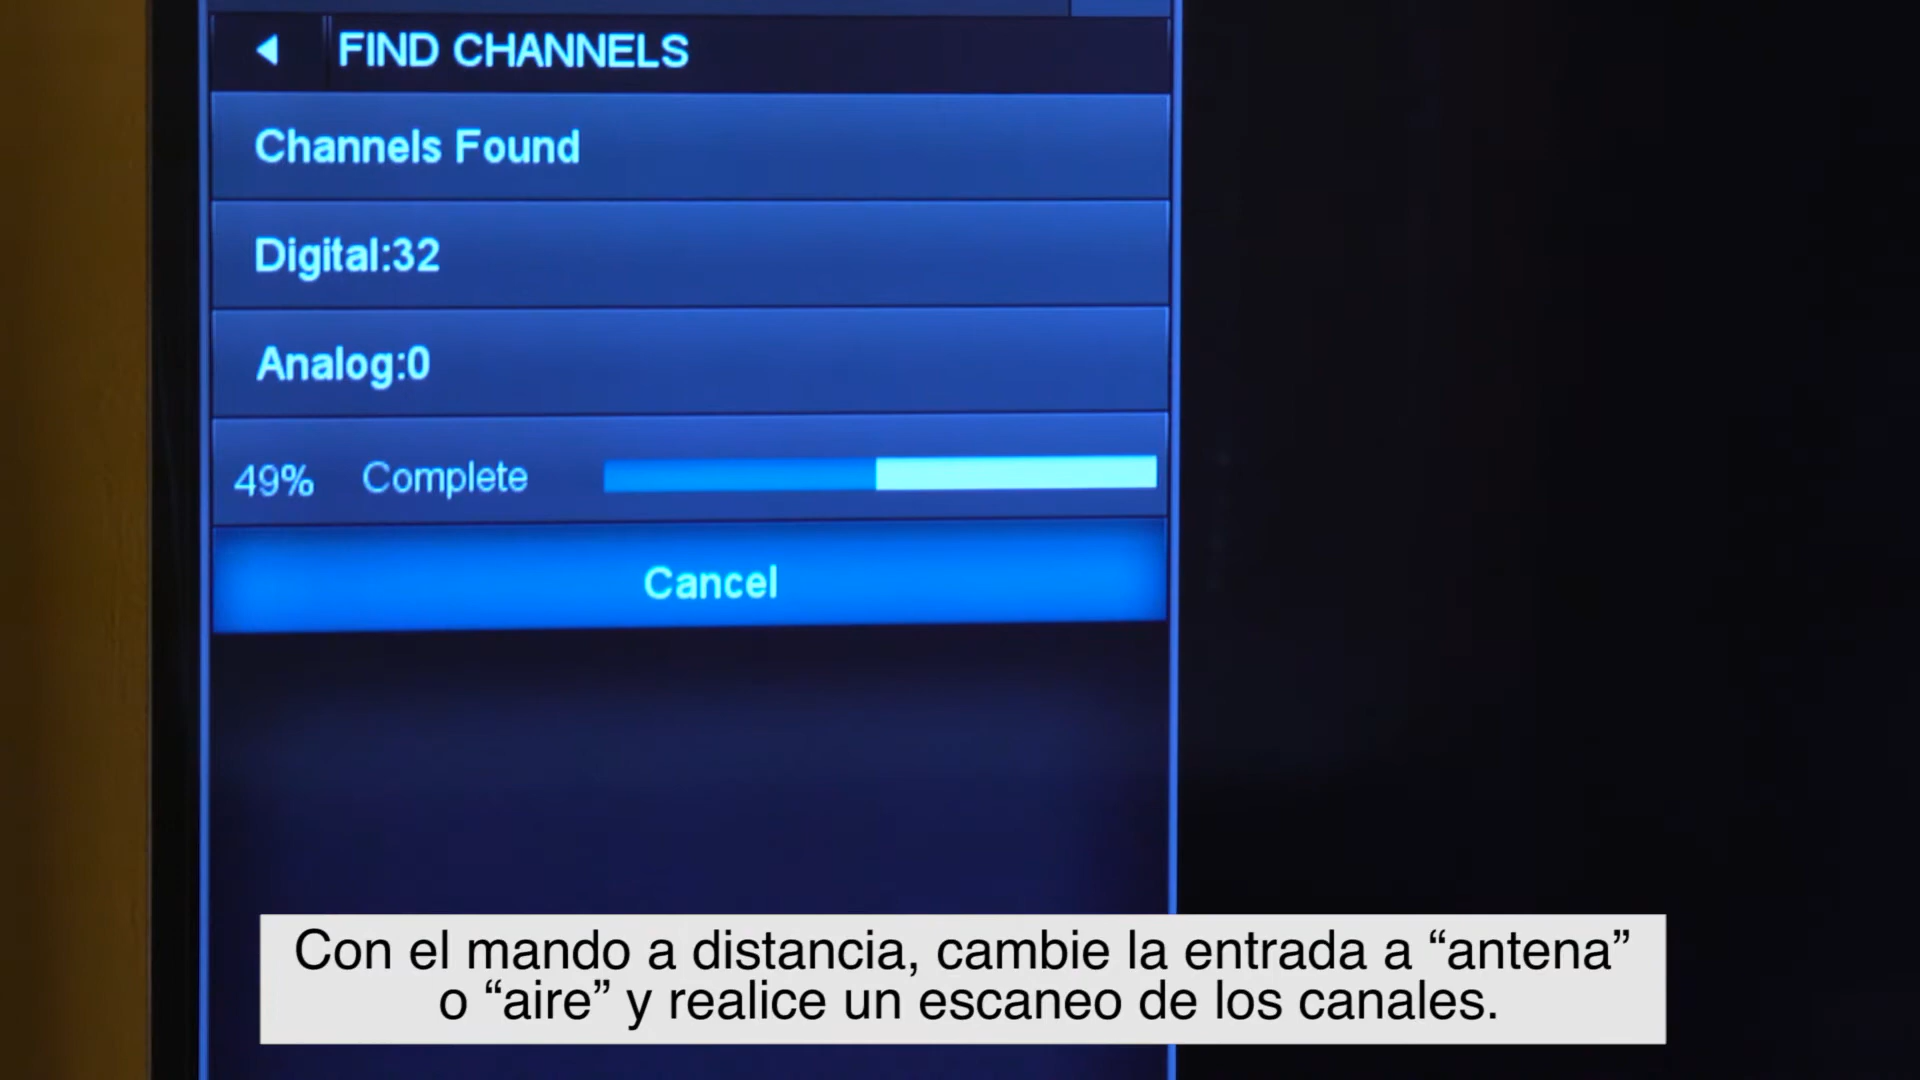 FIND CHANNELS
Channels Found
Digital:32
Analog:0
49% Complete
Cancel
Con el mando a distancia, cambie la entrada a “antena”
o “aire” y realice un escaneo de los canales.